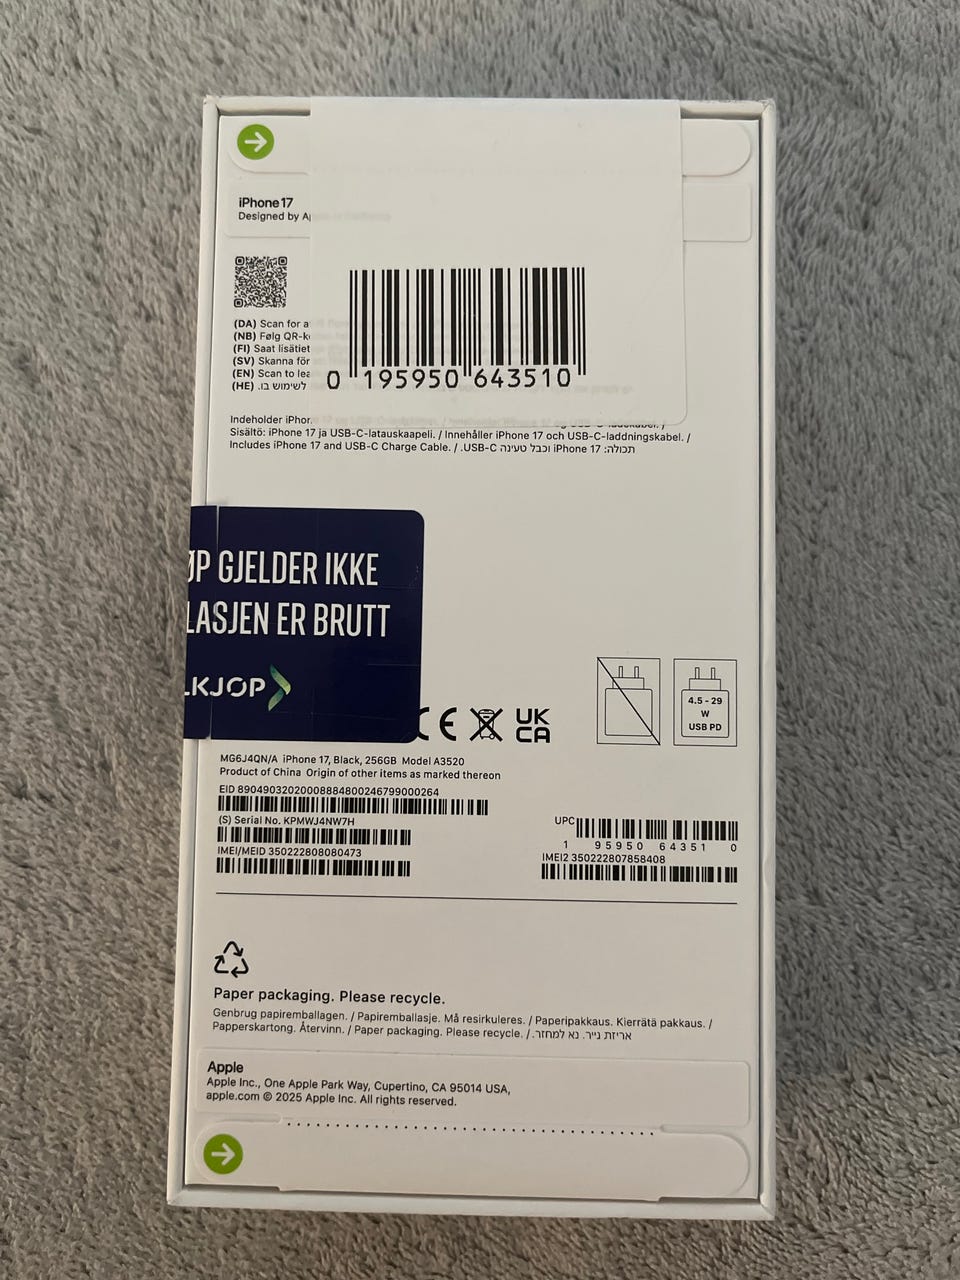 iPhone 17
Designed by Ap
(DA) Scan for a
(NB) Følg QR-k
(FI) Saat lisätiet
(SV) Skanna för
(EN) Scan to lea
(HE) לשימוש בו.
0 195950 643510
Indeholder iPhon
Sisältö: iPhone 17 ja USB-C-latauskaapeli. / Innehåller iPhone 17 och USB-C-laddningskabel. /
Includes iPhone 17 and USB-C Charge Cable. / תכולה: iPhone 17 וכבל טעינה USB-C.
ØP GJELDER IKKE
LASJEN ER BRUTT
LKJØP
4.5 - 29
W
USB PD
CE UK
CA
MG6J4QN/A iPhone 17, Black, 256GB Model A3520
Product of China Origin of other items as marked thereon
EID 89049032020008884800246799000264
(S) Serial No. KPMWJ4NW7H
UPC
1 95950 64351 0
IMEI/MEID 350222808080473
IMEI2 350222807858408
Paper packaging. Please recycle.
Genbrug papiremballagen. / Papiremballasje. Må resirkuleres. / Paperipakkaus. Kierrätä pakkaus. /
Papperskartong. Återvinn. / Paper packaging. Please recycle. / אריזת נייר. נא למחזר.
Apple
Apple Inc., One Apple Park Way, Cupertino, CA 95014 USA,
apple.com © 2025 Apple Inc. All rights reserved.